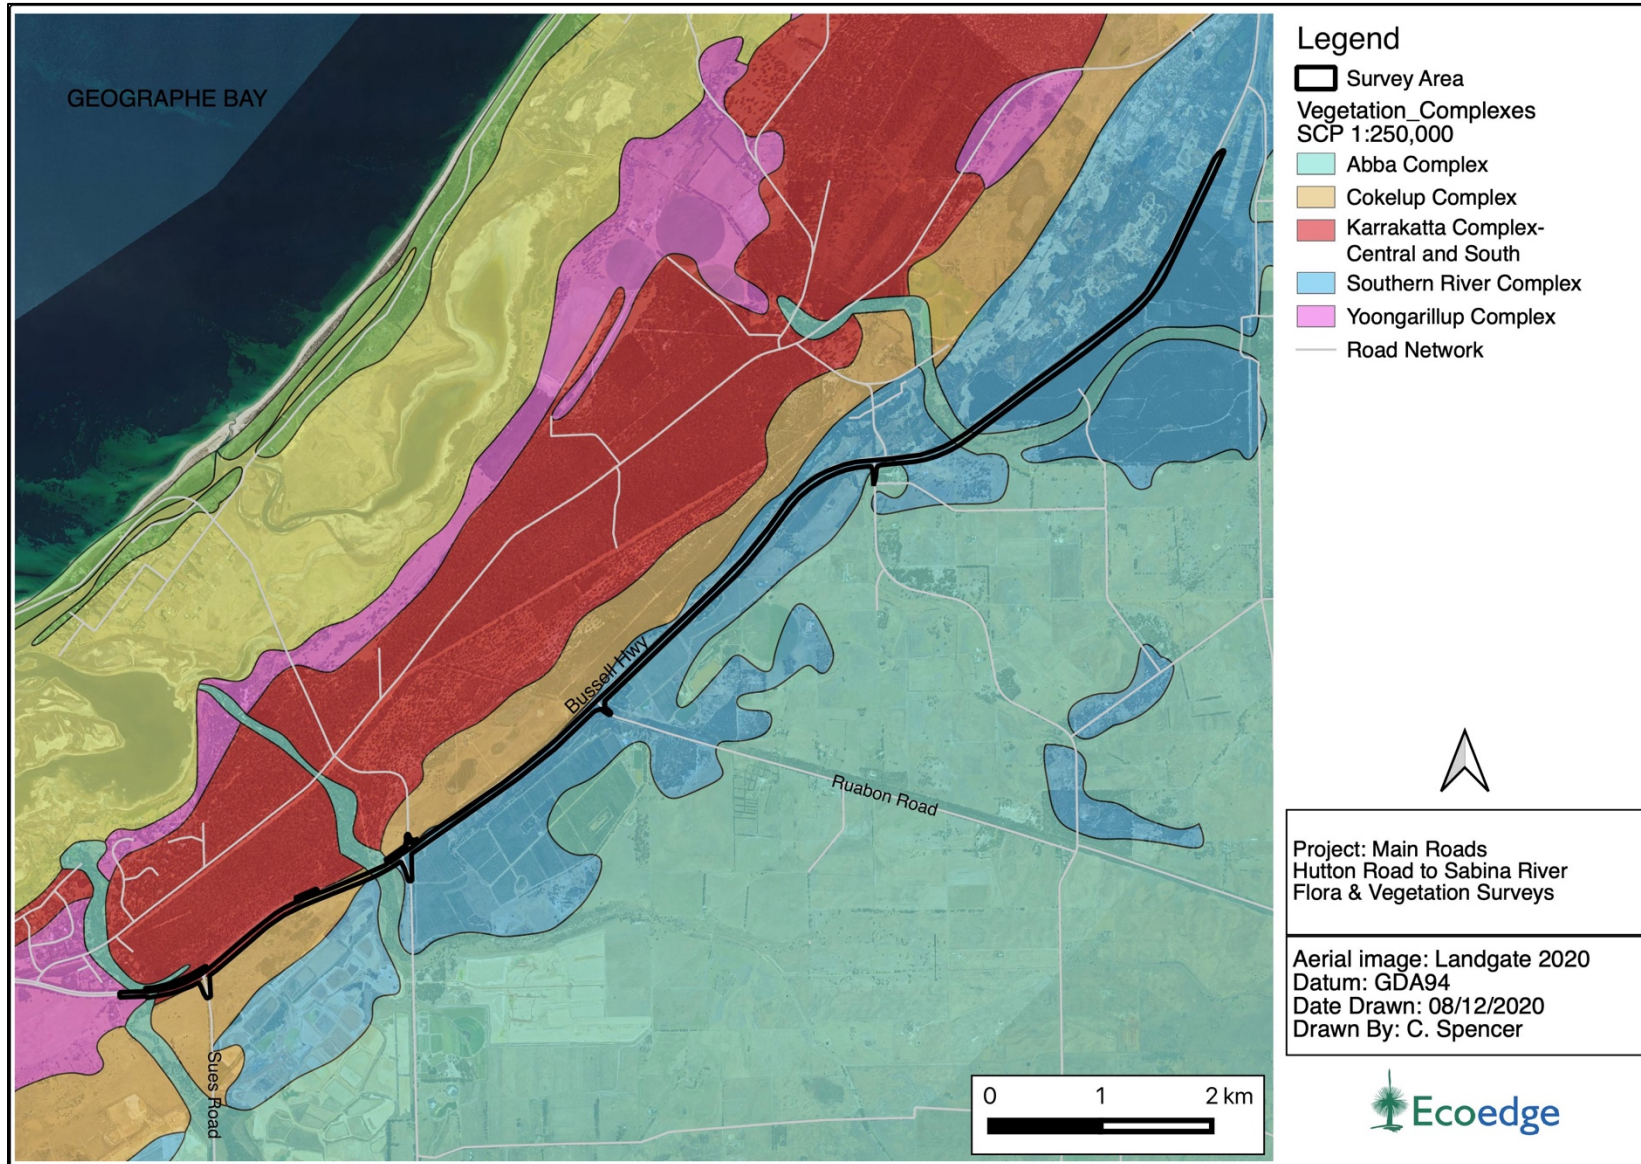 GEOGRAPHE BAY
Bussell Hwy
Ruabon Road
Sues Road
0 1 2 km
Legend
Survey Area
Vegetation_Complexes
SCP 1:250,000
Abba Complex
Cokelup Complex
Karrakatta Complex-
Central and South
Southern River Complex
Yoongarillup Complex
Road Network
Project: Main Roads
Hutton Road to Sabina River
Flora & Vegetation Surveys
Aerial image: Landgate 2020
Datum: GDA94
Date Drawn: 08/12/2020
Drawn By: C. Spencer
Ecoedge